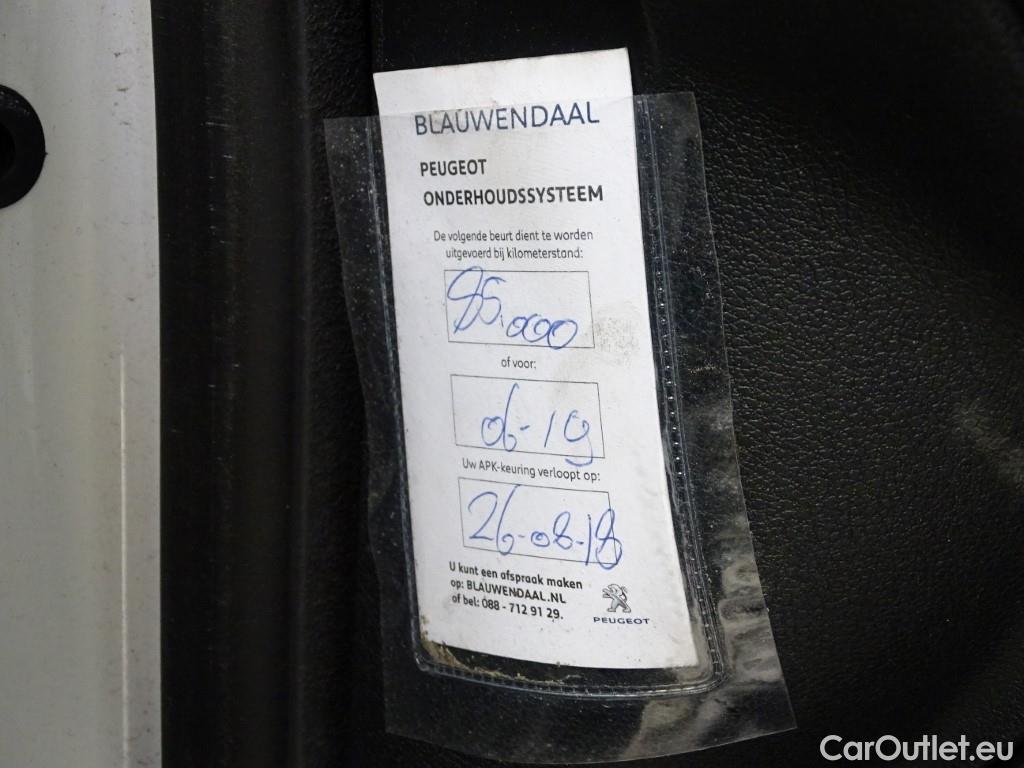 BLAUWENDAAL
PEUGEOT
ONDERHOUDSSYSTEEM
De volgende beurt dient te worden
uitgevoerd bij kilometerstand:
85.000
of voor:
06-19
Uw APK-keuring verloopt op:
26-08-18
U kunt een afspraak maken
op: BLAUWENDAAL.NL
of bel: 088 - 712 91 29.
PEUGEOT
CarOutlet.eu